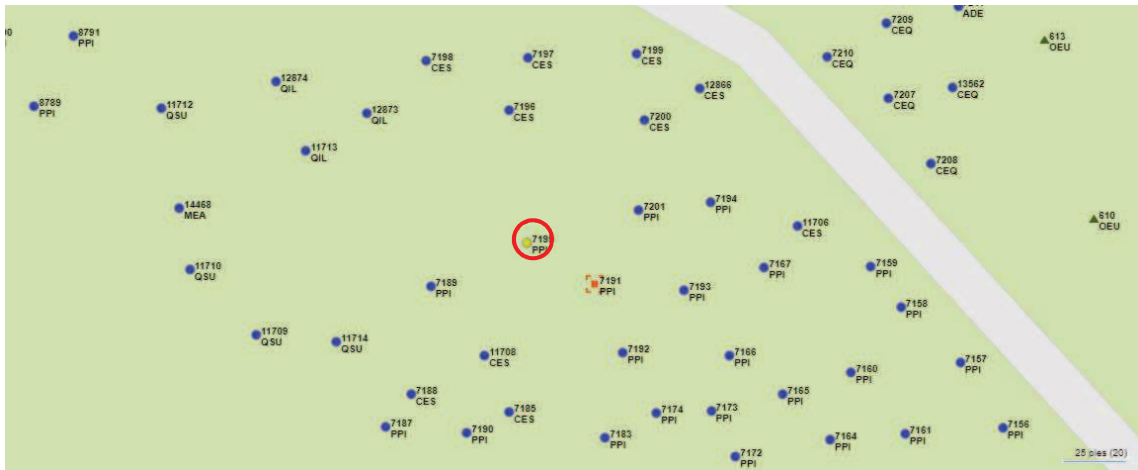 8791
PPI
8789
PPI
11712
QSU
12874
QIL
12873
QIL
11713
QIL
14468
MEA
11710
QSU
11709
QSU
11714
QSU
7198
CES
7197
CES
7196
CES
7199
CES
12866
CES
7200
CES
7201
PPI
7194
PPI
11706
CES
PPI
7189
PPI
7191
PPI
7193
PPI
7167
PPI
7159
PPI
7158
PPI
7157
PPI
7156
PPI
11708
CES
7188
CES
7187
PPI
7190
PPI
7185
CES
7192
PPI
7183
PPI
7174
PPI
7173
PPI
7172
PPI
7166
PPI
7165
PPI
7160
PPI
7164
PPI
7161
PPI
ADE
7209
CEQ
7210
CEQ
7207
CEQ
13562
CEQ
7208
CEQ
613
OEU
610
OEU
25 pies (20)